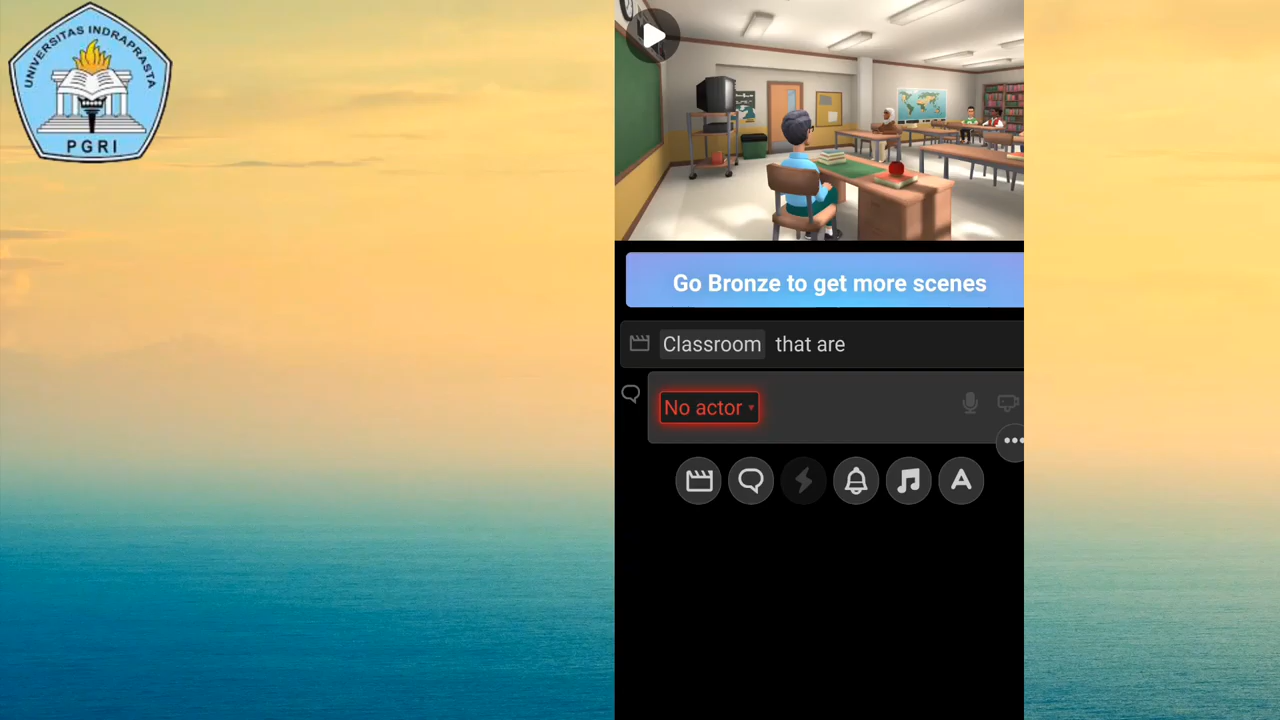 UNIVERSITAS INDRAPRASTA
PGRI
Go Bronze to get more scenes
Classroom that are
No actor